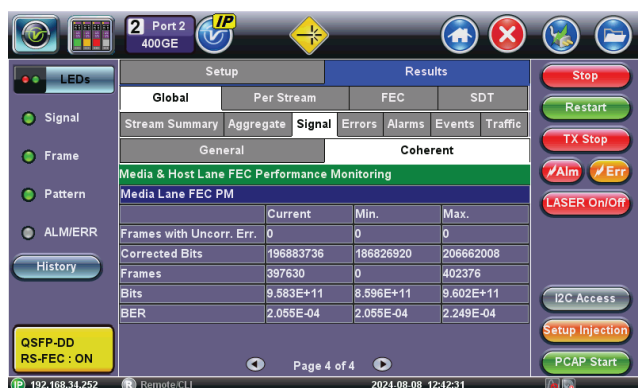 2 Port 2
400GE
IP
LEDs
Signal
Frame
Pattern
ALM/ERR
History
QSFP-DD
RS-FEC : ON
Setup Results
Global Per Stream FEC SDT
Stream Summary Aggregate Signal Errors Alarms Events Traffic
General Coherent
Media & Host Lane FEC Performance Monitoring
Media Lane FEC PM
Current Min. Max.
Frames with Uncorr. Err. 0 0 0
Corrected Bits 196883736 186826920 206662008
Frames 397630 0 402376
Bits 9.583E+11 8.596E+11 9.602E+11
BER 2.055E-04 2.055E-04 2.249E-04
Page 4 of 4
Stop
Restart
TX Stop
Alm Err
LASER On/Off
I2C Access
Setup Injection
PCAP Start
IP 192.168.34.252 R Remote/CLI 2024-08-08 12:42:31